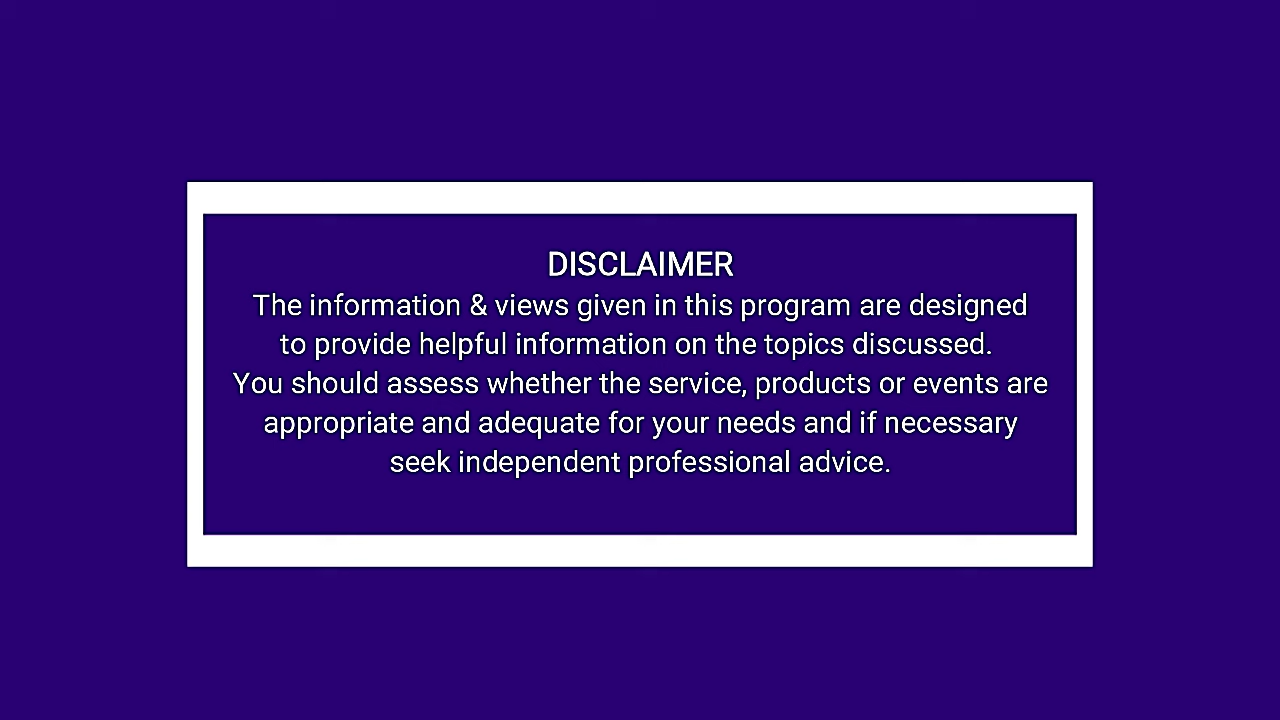 DISCLAIMER
The information & views given in this program are designed
to provide helpful information on the topics discussed.
You should assess whether the service, products or events are
appropriate and adequate for your needs and if necessary
seek independent professional advice.